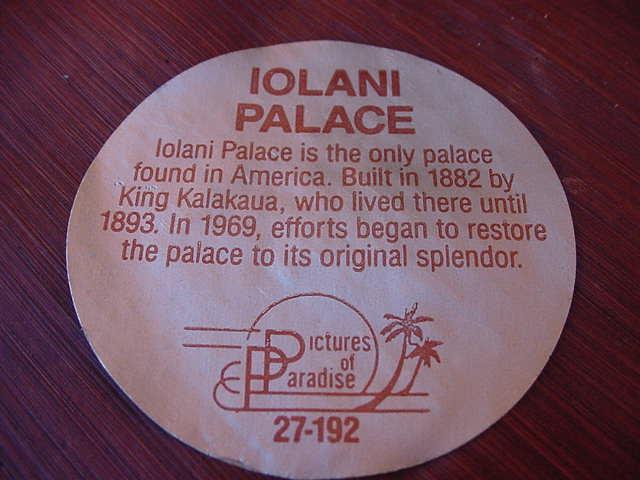 IOLANI
PALACE
Iolani Palace is the only palace
found in America. Built in 1882 by
King Kalakaua, who lived there until
1893. In 1969, efforts began to restore
the palace to its original splendor.
Pictures
of
Paradise
27-192